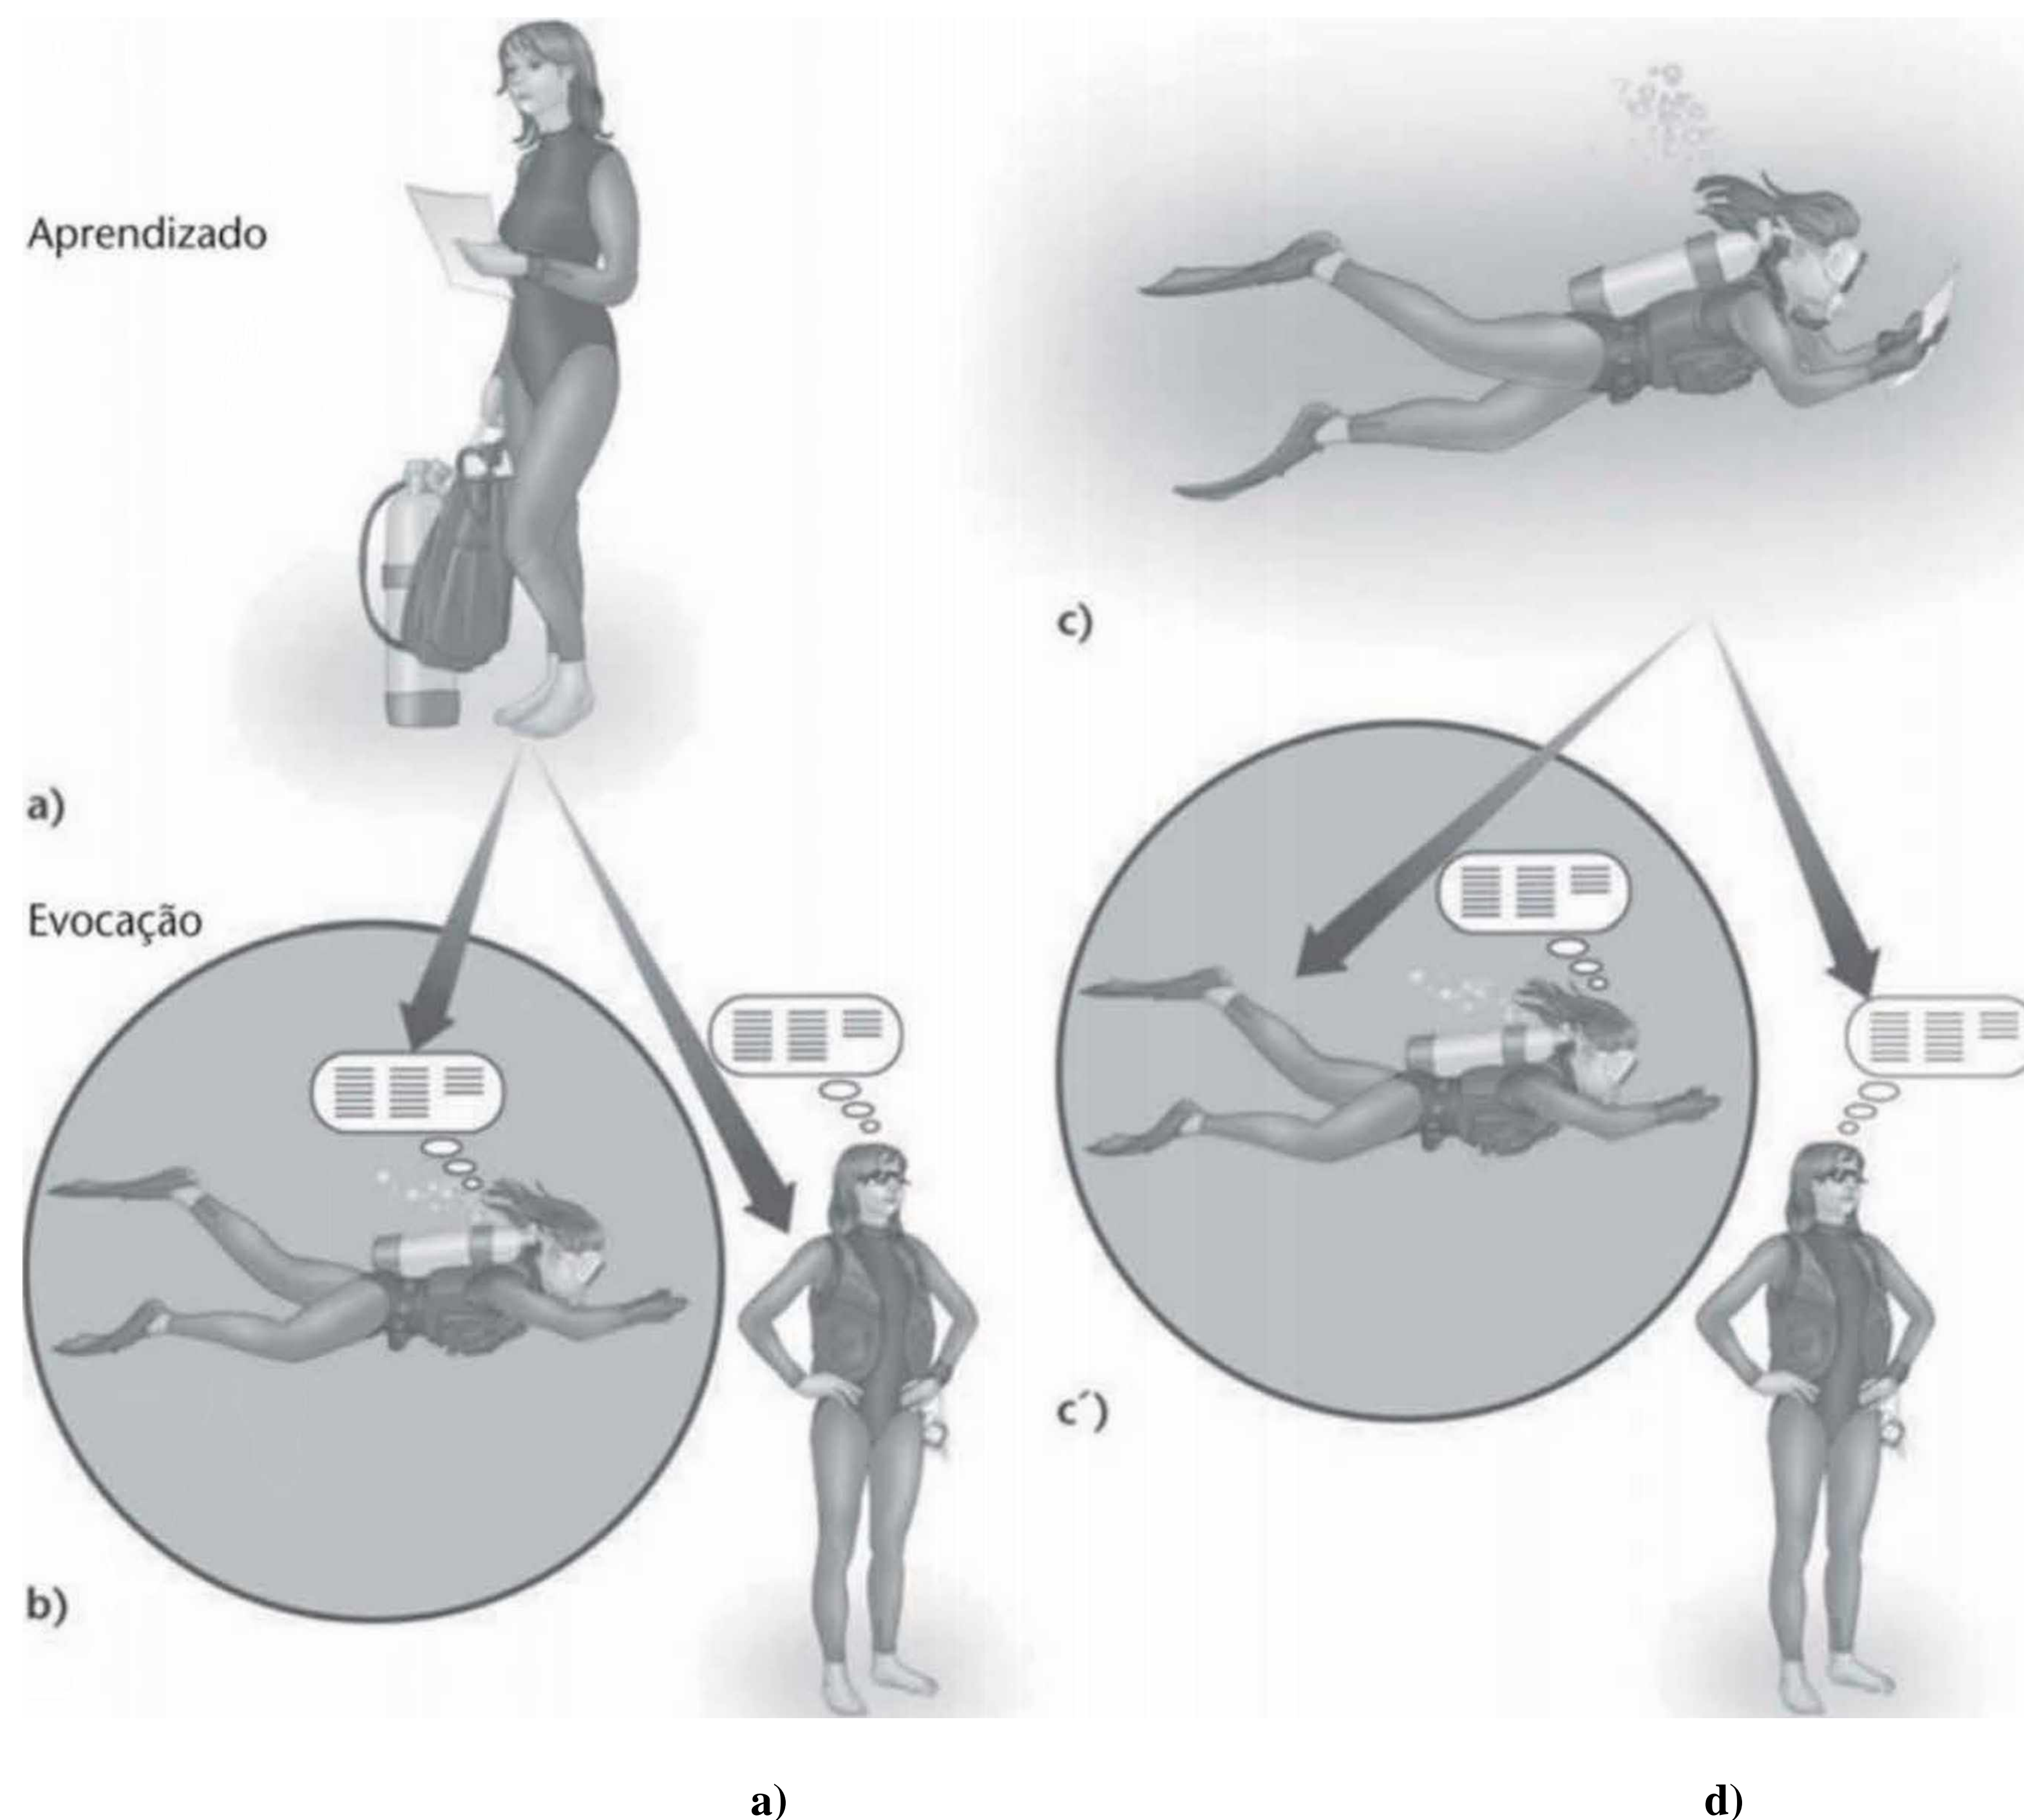 Aprendizado
c)
a)
Evocação
c´)
b)
a)
d)